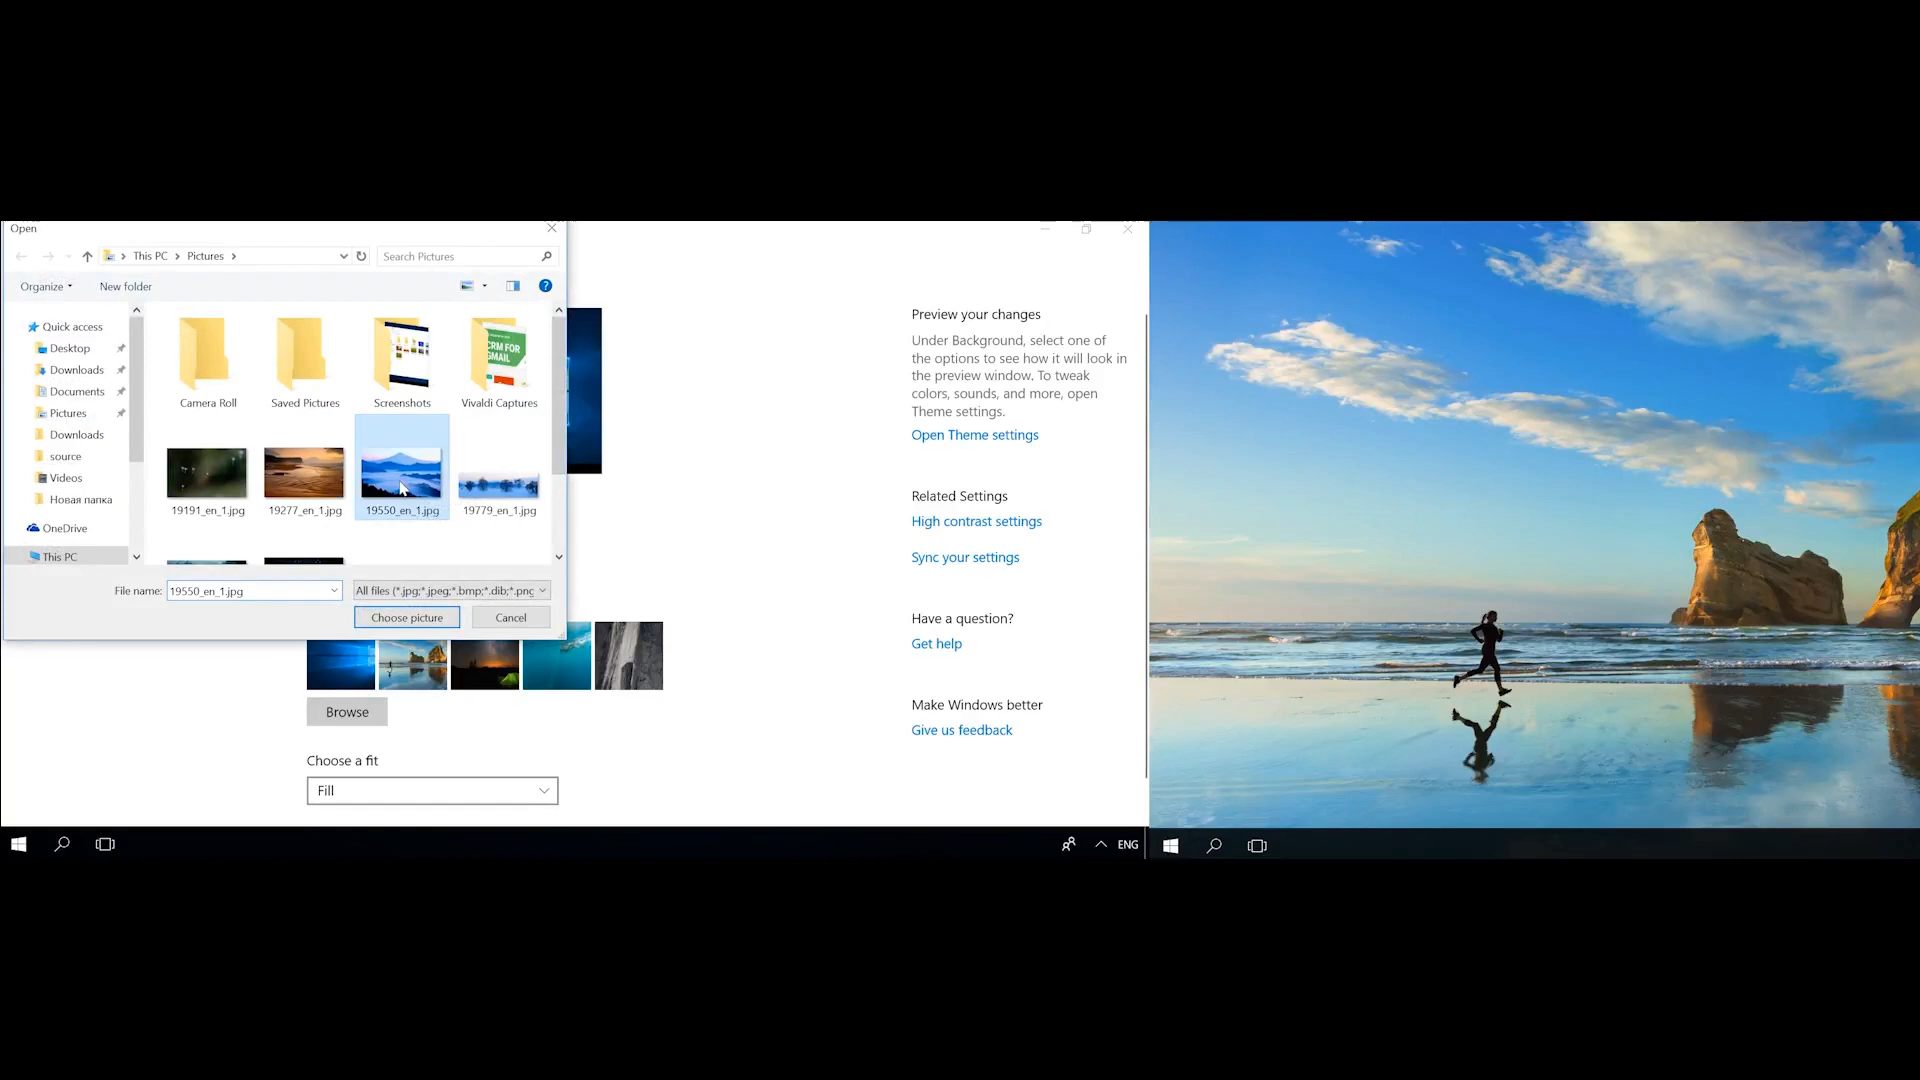 Open
This PC > Pictures >
Search Pictures
Organize
New folder
?
Quick access
Desktop
Downloads
Documents
Pictures
Downloads
source
Videos
Новая папка
OneDrive
This PC
CRM FOR
GMAIL
Camera Roll
Saved Pictures
Screenshots
Vivaldi Captures
19191_en_1.jpg
19277_en_1.jpg
19550_en_1.jpg
19779_en_1.jpg
File name:
19550_en_1.jpg
All files (*.jpg;*.jpeg;*.bmp;*.dib;*.png
Choose picture
Cancel
Browse
Choose a fit
Fill
Preview your changes
Under Background, select one of
the options to see how it will look in
the preview window. To tweak
colors, sounds, and more, open
Theme settings.
Open Theme settings
Related Settings
High contrast settings
Sync your settings
Have a question?
Get help
Make Windows better
Give us feedback
ENG